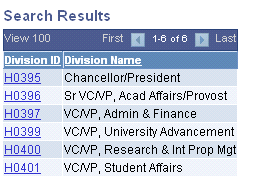 Search Results
View 100 First 1-6 of 6 Last
Division ID Division Name
H0395 Chancellor/President
H0396 Sr VC/VP, Acad Affairs/Provost
H0397 VC/VP, Admin & Finance
H0399 VC/VP, University Advancement
H0400 VC/VP, Research & Int Prop Mgt
H0401 VC/VP, Student Affairs